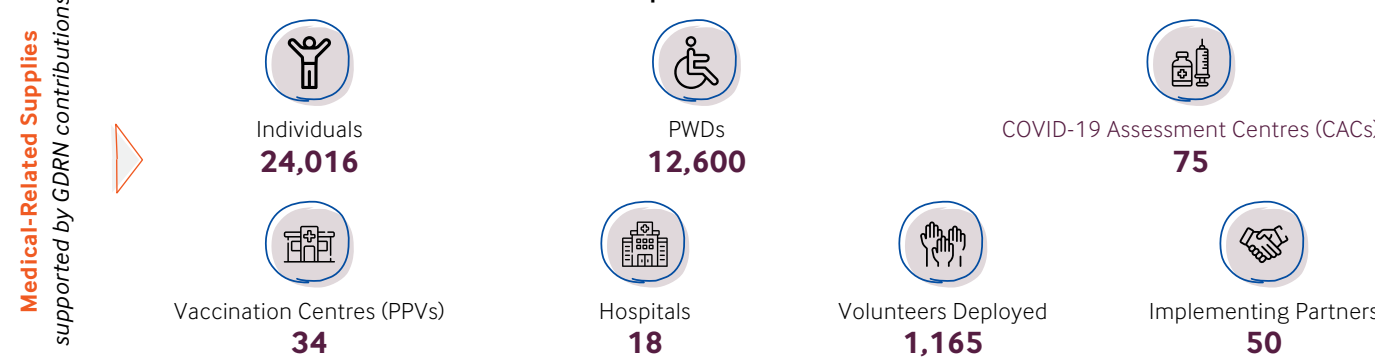 Medical-Related Supplies
supported by GDRN contributions
Individuals
24,016
PWDs
12,600
COVID-19 Assessment Centres (CACs)
75
Vaccination Centres (PPVs)
34
Hospitals
18
Volunteers Deployed
1,165
Implementing Partners
50